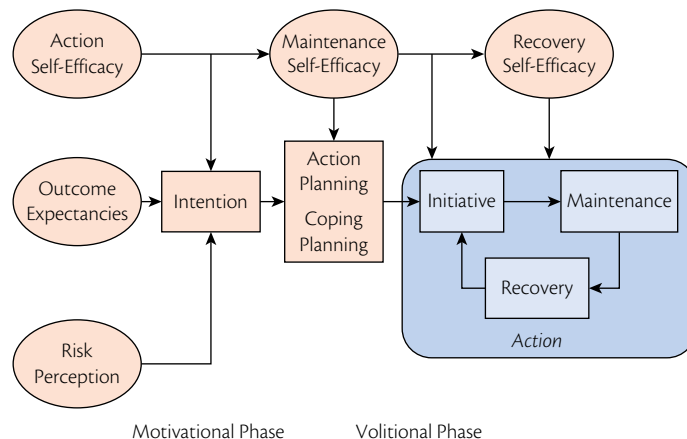 Action
Self-Efficacy
Maintenance
Self-Efficacy
Recovery
Self-Efficacy
Outcome
Expectancies
Intention
Action
Planning
Coping
Planning
Initiative
Maintenance
Recovery
Action
Risk
Perception
Motivational Phase
Volitional Phase